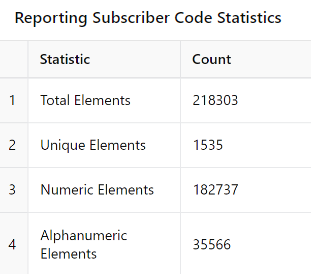 Reporting Subscriber Code Statistics
Statistic Count
1 Total Elements 218303
2 Unique Elements 1535
3 Numeric Elements 182737
4 Alphanumeric
Elements 35566